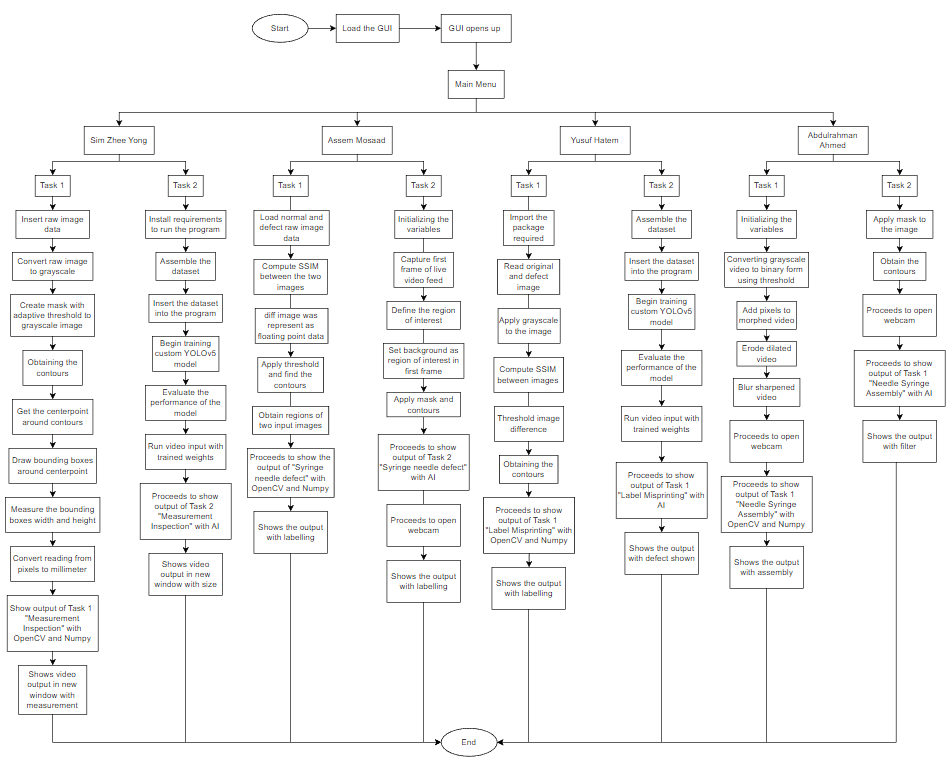 Start
Load the GUI
GUI opens up
Main Menu
Sim Zhee Yong
Assem Mosaad
Yusuf Hatem
Abdulrahman
Ahmed
Task 1
Task 2
Task 1
Task 2
Task 1
Task 2
Task 1
Task 2
Insert raw image
data
Convert raw image
to grayscale
Create mask with
adaptive threshold to
grayscale image
Obtaining the
contours
Get the centerpoint
around contours
Draw bounding boxes
around centerpoint
Measure the bounding
boxes width and height
Convert reading from
pixels to millimeter
Show output of Task 1
"Measurement
Inspection" with
OpenCV and Numpy
Shows video
output in new
window with
measurement
Install requirements
to run the program
Assemble the
dataset
Insert the dataset
into the program
Begin training
custom YOLOv5
model
Evaluate the
performance of the
model
Run video input with
trained weights
Proceeds to show
output of Task 2
"Measurement
Inspection" with AI
Shows video
output in new
window with size
Load normal and
defect raw image
data
Compute SSIM
between the two
images
diff image was
represent as
floating point data
Apply threshold
and find the
contours
Obtain regions of
two input images
Proceeds to show the
output of "Syringe
needle defect" with
OpenCV and Numpy
Shows the output
with labelling
Initializing the
variables
Capture first
frame of live
video feed
Define the region
of interest
Set background as
region of interest in
first frame
Apply mask and
contours
Proceeds to show
output of Task 2
"Syringe needle defect"
with AI
Proceeds to open
webcam
Shows the output
with labelling
Import the
package
required
Read original
and defect
image
Apply grayscale
to the image
Compute SSIM
between images
Threshold image
difference
Obtaining the
contours
Proceeds to show
output of Task 1
"Label Misprinting" with
OpenCV and Numpy
Shows the output
with labelling
Assemble the
dataset
Insert the dataset
into the program
Begin training
custom YOLOv5
model
Evaluate the
performance of the
model
Run video input with
trained weights
Proceeds to show
output of Task 1
"Label Misprinting" with
AI
Shows the output
with defect shown
Initializing the
variables
Converting grayscale
video to binary form
using threshold
Add pixels to
morphed video
Erode dilated
video
Blur sharpened
video
Proceeds to open
webcam
Proceeds to show
output of Task 1
"Needle Syringe
Assembly" with
OpenCV and Numpy
Shows the output
with assembly
Apply mask to
the image
Obtain the
contours
Proceeds to open
webcam
Proceeds to show
output of Task 1
"Needle Syringe
Assembly" with AI
Shows the output
with filter
End